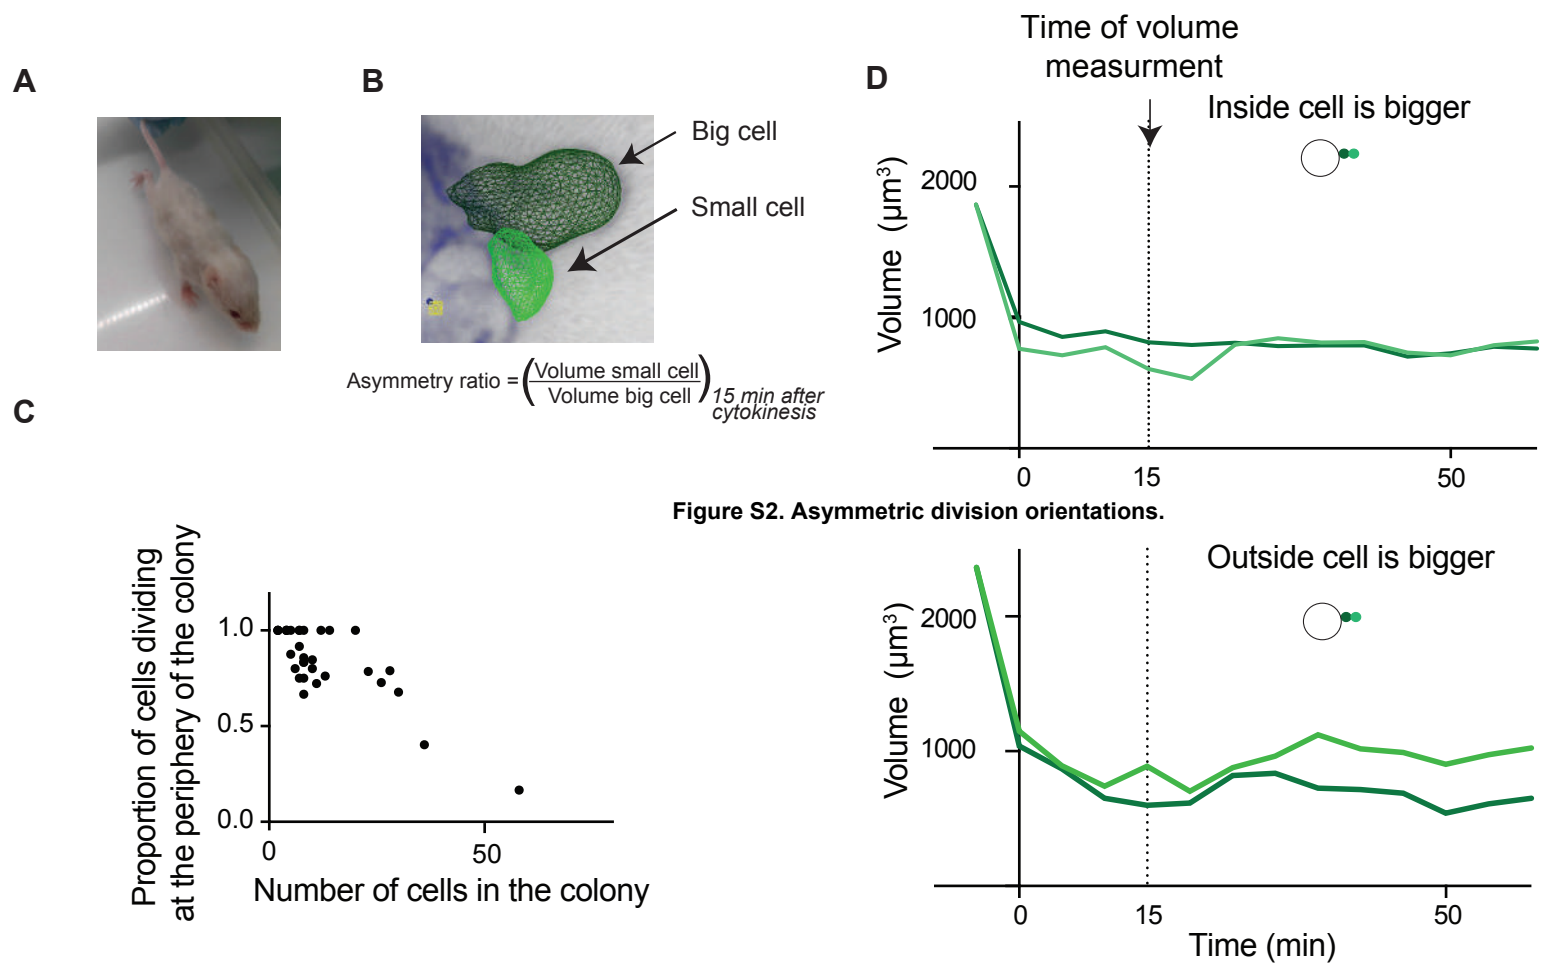 A
B
Big cell
Small cell
Asymmetry ratio = (Volume small cell
Volume big cell) 15 min after
cytokinesis
C
Proportion of cells dividing
at the periphery of the colony
1.0
0.5
0.0
0
50
Number of cells in the colony
D
Time of volume
measurment
Inside cell is bigger
Volume (µm³)
2000
1000
0
15
50
Figure S2. Asymmetric division orientations.
Outside cell is bigger
Volume (µm³)
2000
1000
0
15
50
Time (min)